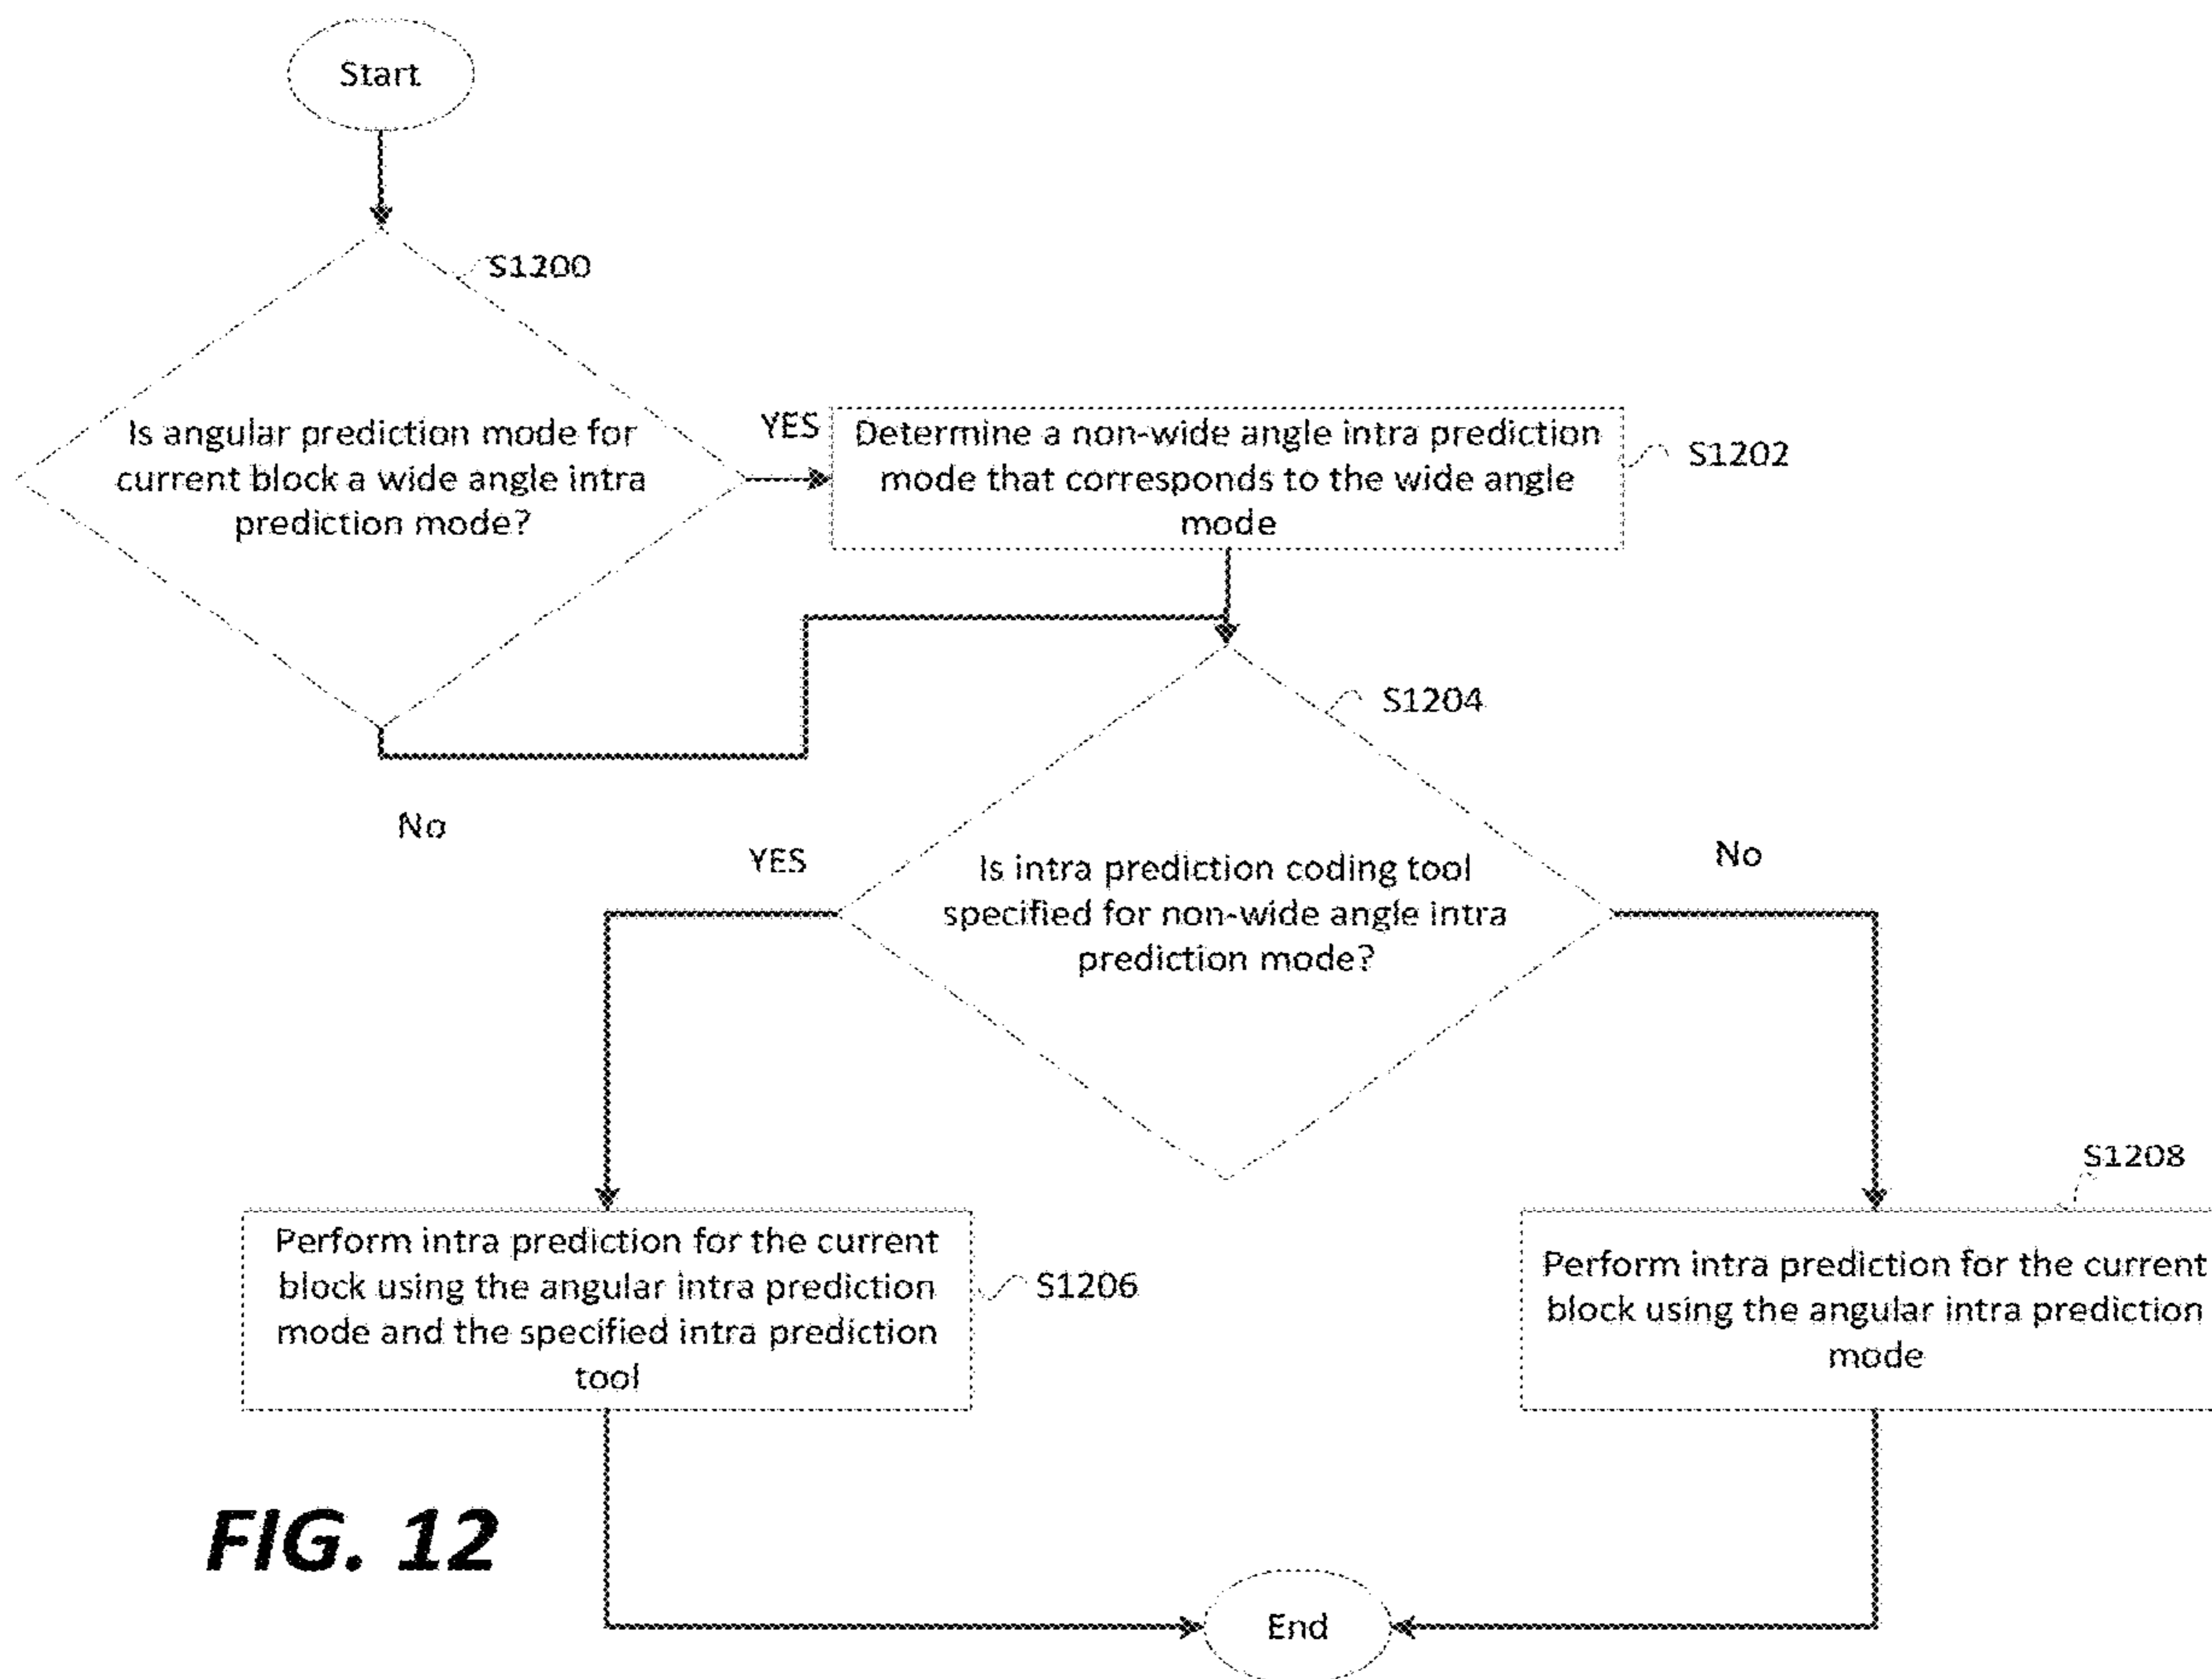 Start
S1200
Is angular prediction mode for
current block a wide angle intra
prediction mode?
YES
Determine a non-wide angle intra prediction
mode that corresponds to the wide angle
mode
S1202
No
S1204
YES
Is intra prediction coding tool
specified for non-wide angle intra
prediction mode?
No
Perform intra prediction for the current
block using the angular intra prediction
mode and the specified intra prediction
tool
S1206
S1208
Perform intra prediction for the current
block using the angular intra prediction
mode
FIG. 12
End